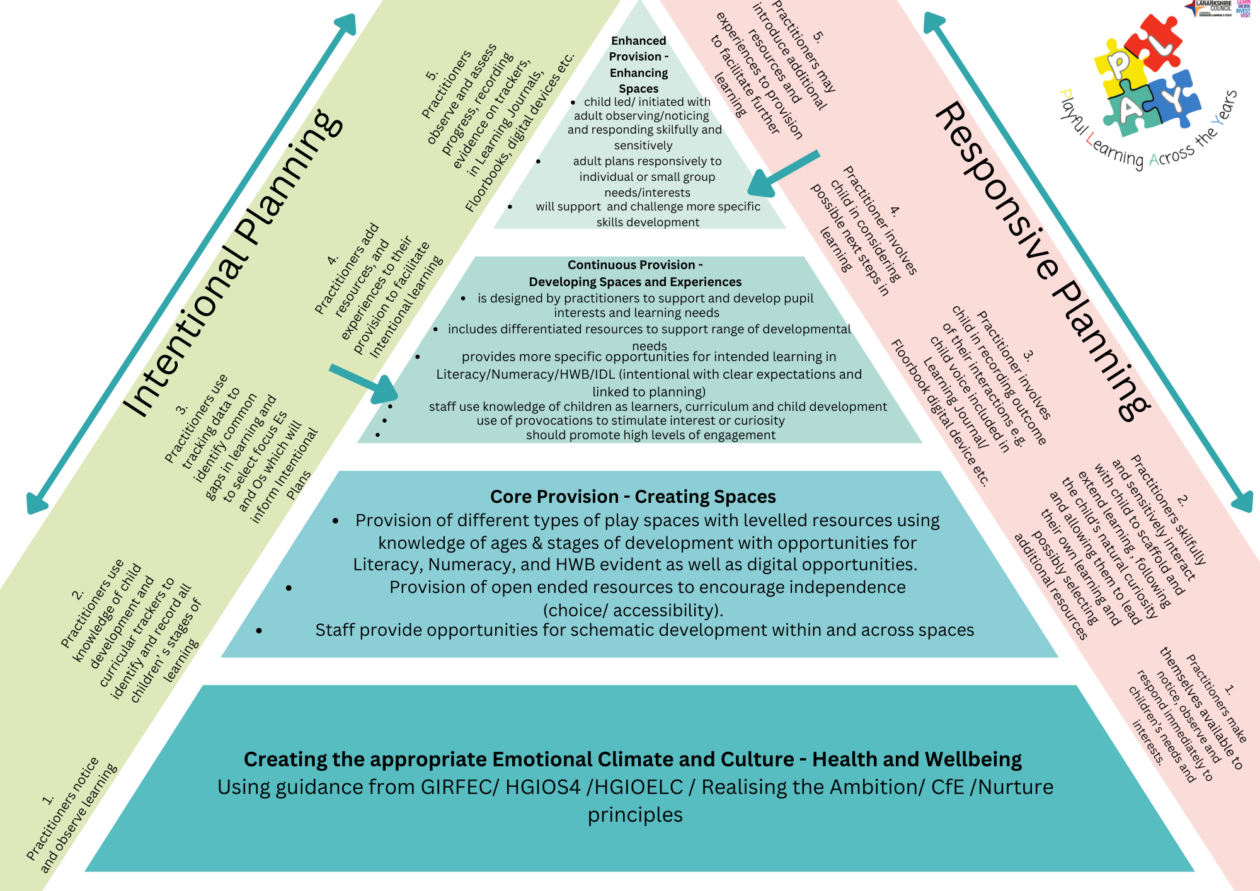 Intentional Planning
5.
Practitioners
observe and assess
progress, recording
evidence on trackers,
in Learning Journals,
Floorbooks, digital devices etc.
4.
Practitioners add
resources, and
experiences to their
provision to facilitate
Intentional learning
3.
Practitioners use
tracking data to
identify common
gaps in learning and
to select focus Es
and Os which will
inform Intentional
Plans
2.
Practitioners use
knowledge of child
development and
curricular trackers to
identify and record all
children's stages of
learning
1.
Practitioners notice
and observe learning
Enhanced
Provision -
Enhancing
Spaces
• child led/ initiated with
adult observing/noticing
and responding skilfully and
sensitively
• adult plans responsively to
individual or small group
needs/interests
• will support and challenge more specific
skills development
Continuous Provision -
Developing Spaces and Experiences
• is designed by practitioners to support and develop pupil
interests and learning needs
• includes differentiated resources to support range of developmental
needs
• provides more specific opportunities for intended learning in
Literacy/Numeracy/HWB/IDL (intentional with clear expectations and
linked to planning)
• staff use knowledge of children as learners, curriculum and child development
• use of provocations to stimulate interest or curiosity
• should promote high levels of engagement
Core Provision - Creating Spaces
• Provision of different types of play spaces with levelled resources using
knowledge of ages & stages of development with opportunities for
Literacy, Numeracy, and HWB evident as well as digital opportunities.
• Provision of open ended resources to encourage independence
(choice/ accessibility).
• Staff provide opportunities for schematic development within and across spaces
Creating the appropriate Emotional Climate and Culture - Health and Wellbeing
Using guidance from GIRFEC/ HGIOS4 /HGIOELC / Realising the Ambition/ CfE /Nurture
principles
Responsive Planning
5.
Practitioners may
introduce additional
resources and
experiences to provision
to facilitate further
learning
4.
Practitioner involves
child in considering
possible next steps in
learning
3.
Practitioner involves
child in recording outcome
of their interactions e.g.
child voice included in
Learning Journal/
Floorbook digital device etc.
2.
Practitioners skilfully
and sensitively interact
with child to scaffold and
extend learning, following
the child's natural curiosity
and allowing them to lead
their own learning and
possibly selecting
additional resources
1.
Practitioners make
themselves available to
notice, observe and
respond immediately to
children's needs and
interests.
LANARKSHIRE
COUNCIL
LEARN
WORK
INVEST
VISIT
PLAY
Playful Learning Across the Years